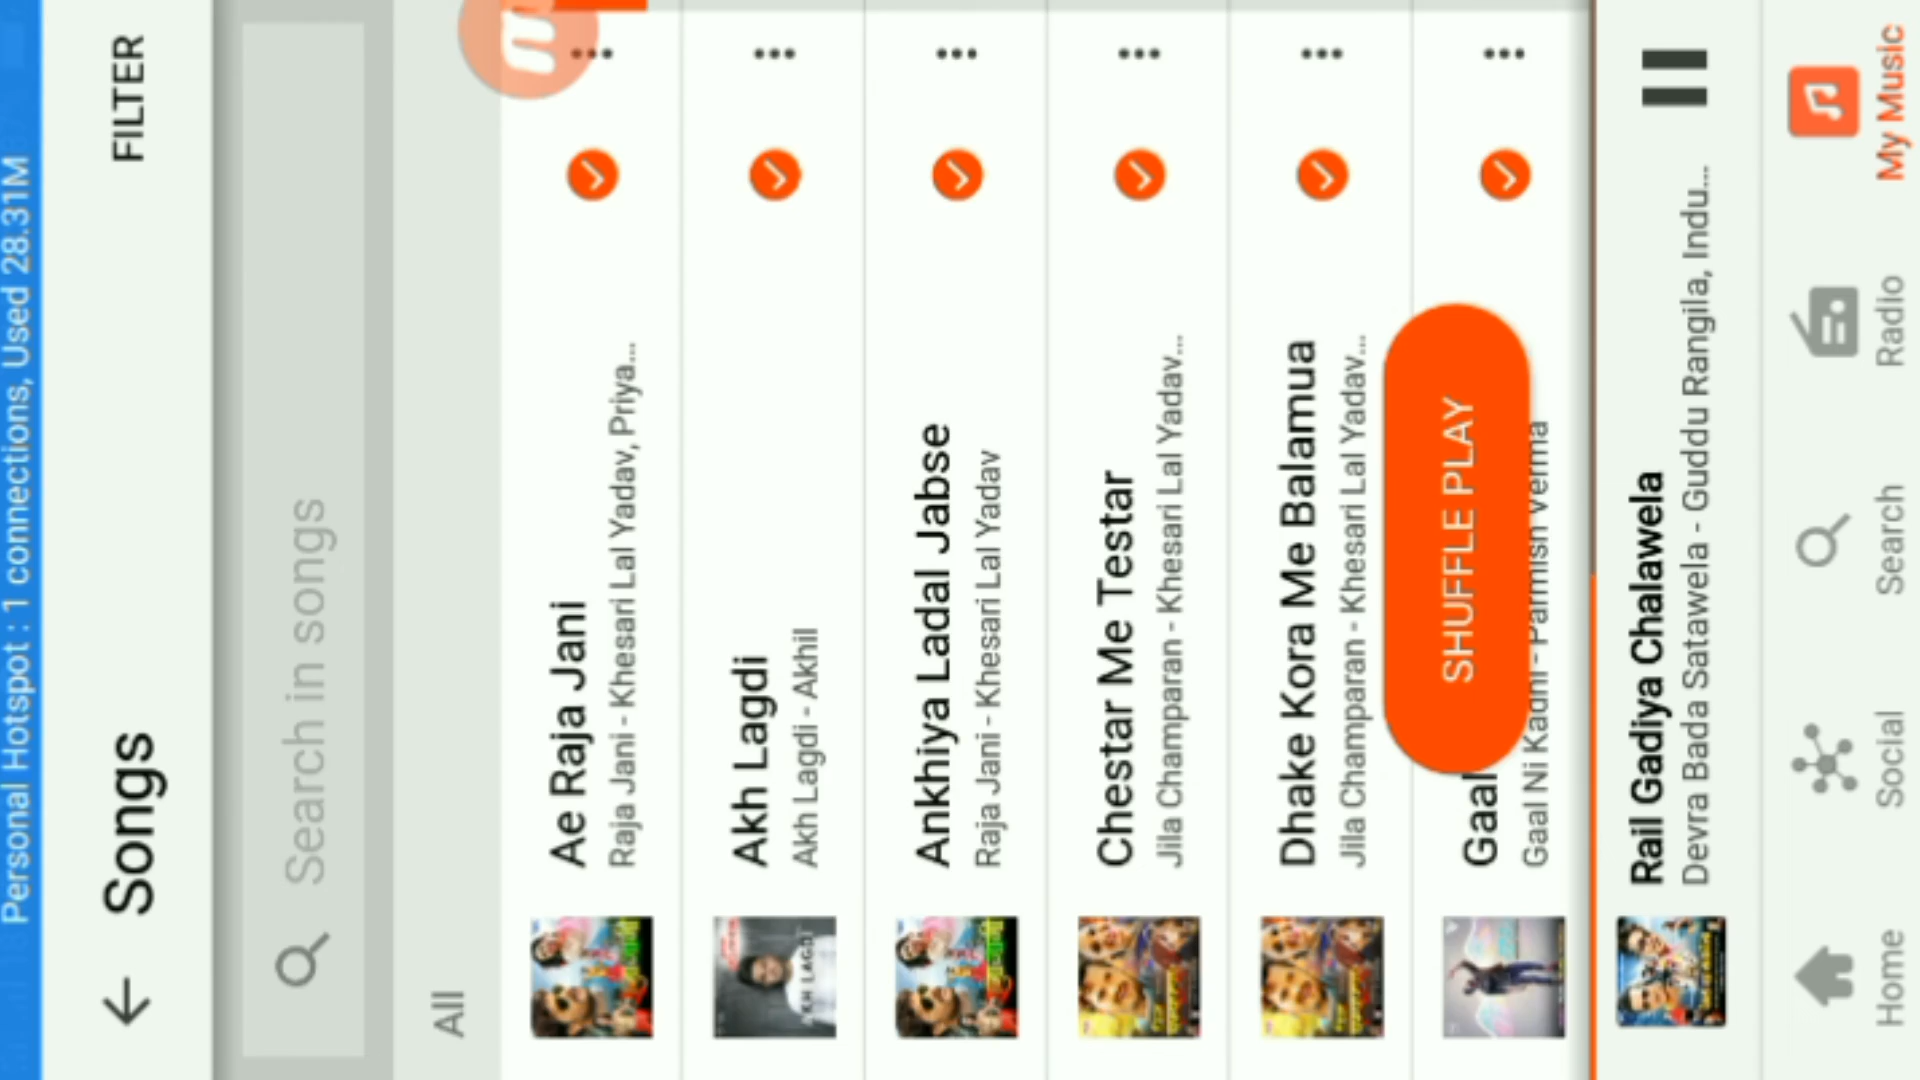 Personal Hotspot : 1 connections, Used 28.31M
Songs
FILTER
Search in songs
All
Ae Raja Jani
Raja Jani - Khesari Lal Yadav, Priya...
Akh Lagdi
Akh Lagdi - Akhil
Ankhiya Ladal Jabse
Raja Jani - Khesari Lal Yadav
Chestar Me Testar
Jila Champaran - Khesari Lal Yadav...
Dhake Kora Me Balamua
Jila Champaran - Khesari Lal Yadav...
Gaal
Gaal Ni Kadni - Parmish Verma
SHUFFLE PLAY
Rail Gadiya Chalawela
Devra Bada Satawela - Guddu Rangila, Indu...
Home
Social
Search
Radio
My Music